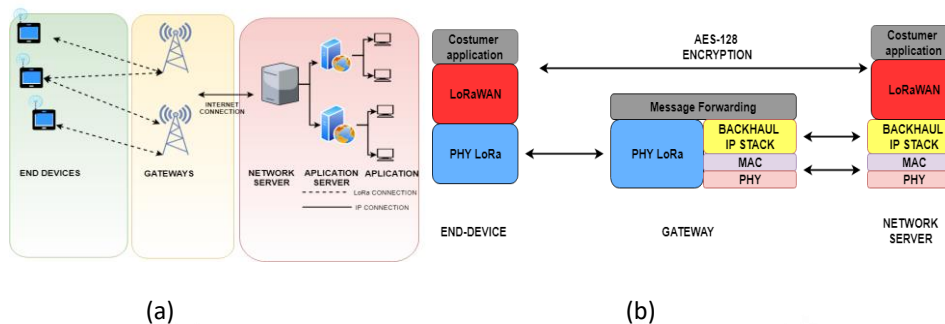 INTERNET
CONNECTION
END DEVICES
GATEWAYS
NETWORK
SERVER
APLICATION
SERVER
APLICATION
LoRa CONNECTION
IP CONNECTION
(a)
Costumer
application
LoRaWAN
PHY LoRa
END-DEVICE
AES-128
ENCRYPTION
Message Forwarding
PHY LoRa
BACKHAUL
IP STACK
MAC
PHY
GATEWAY
Costumer
application
LoRaWAN
BACKHAUL
IP STACK
MAC
PHY
NETWORK
SERVER
(b)